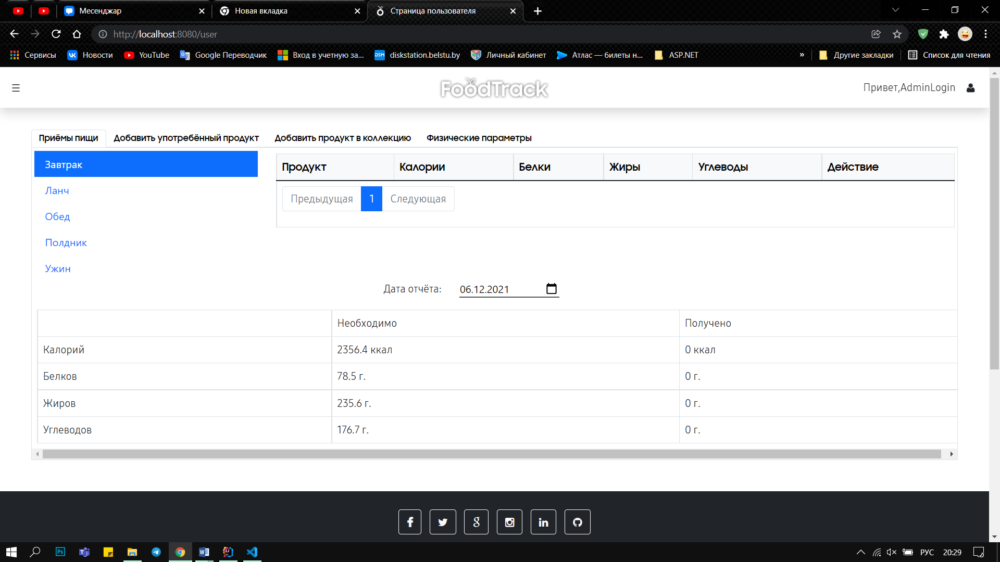 Месенджар
Новая вкладка
Страница пользователя
http://localhost:8080/user
Сервисы
Новости
YouTube
Google Переводчик
Вход в учетную за...
diskstation.belstu.by
Личный кабинет
Атлас — билеты н...
ASP.NET
»
Другие закладки
Список для чтения
FoodTrack
Привет,AdminLogin
Приёмы пищи
Добавить употребённый продукт
Добавить продукт в коллекцию
Физические параметры
Завтрак
Ланч
Обед
Полдник
Ужин
Продукт Калории Белки Жиры Углеводы Действие
Предыдущая 1 Следующая
Дата отчёта: 06.12.2021
Необходимо Получено
Калорий 2356.4 ккал 0 ккал
Белков 78.5 г. 0 г.
Жиров 235.6 г. 0 г.
Углеводов 176.7 г. 0 г.
РУС 20:29